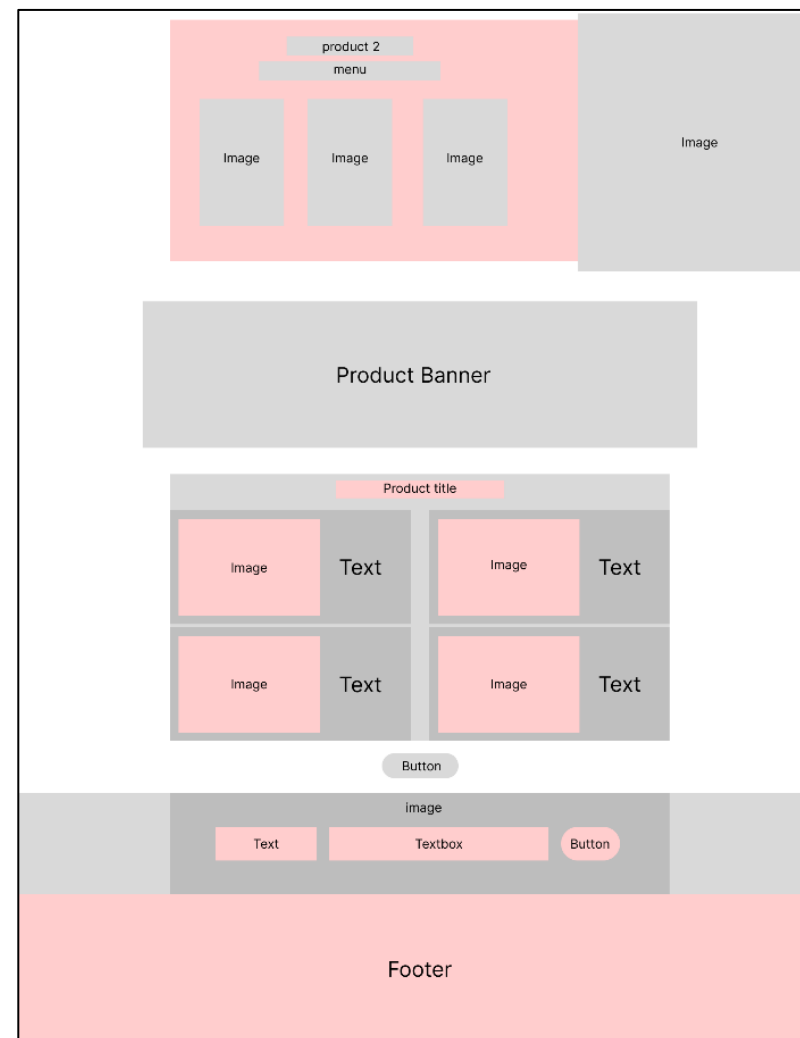 product 2
menu
Image
Image
Image
Image
Product Banner
Product title
Image
Text
Image
Text
Image
Text
Image
Text
Button
image
Text
Textbox
Button
Footer